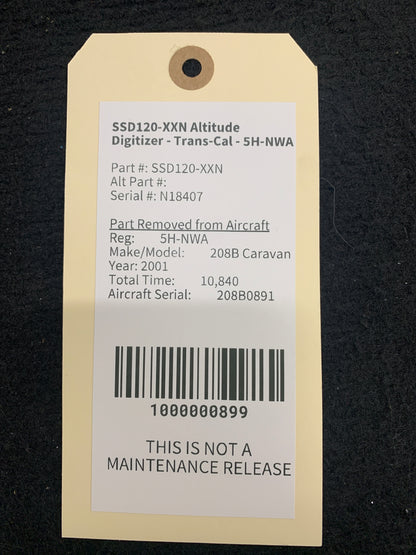 SSD120-XXN Altitude
Digitizer - Trans-Cal - 5H-NWA
Part #: SSD120-XXN
Alt Part #:
Serial #: N18407
Part Removed from Aircraft
Reg: 5H-NWA
Make/Model: 208B Caravan
Year: 2001
Total Time: 10,840
Aircraft Serial: 208B0891
1000000899
THIS IS NOT A
MAINTENANCE RELEASE